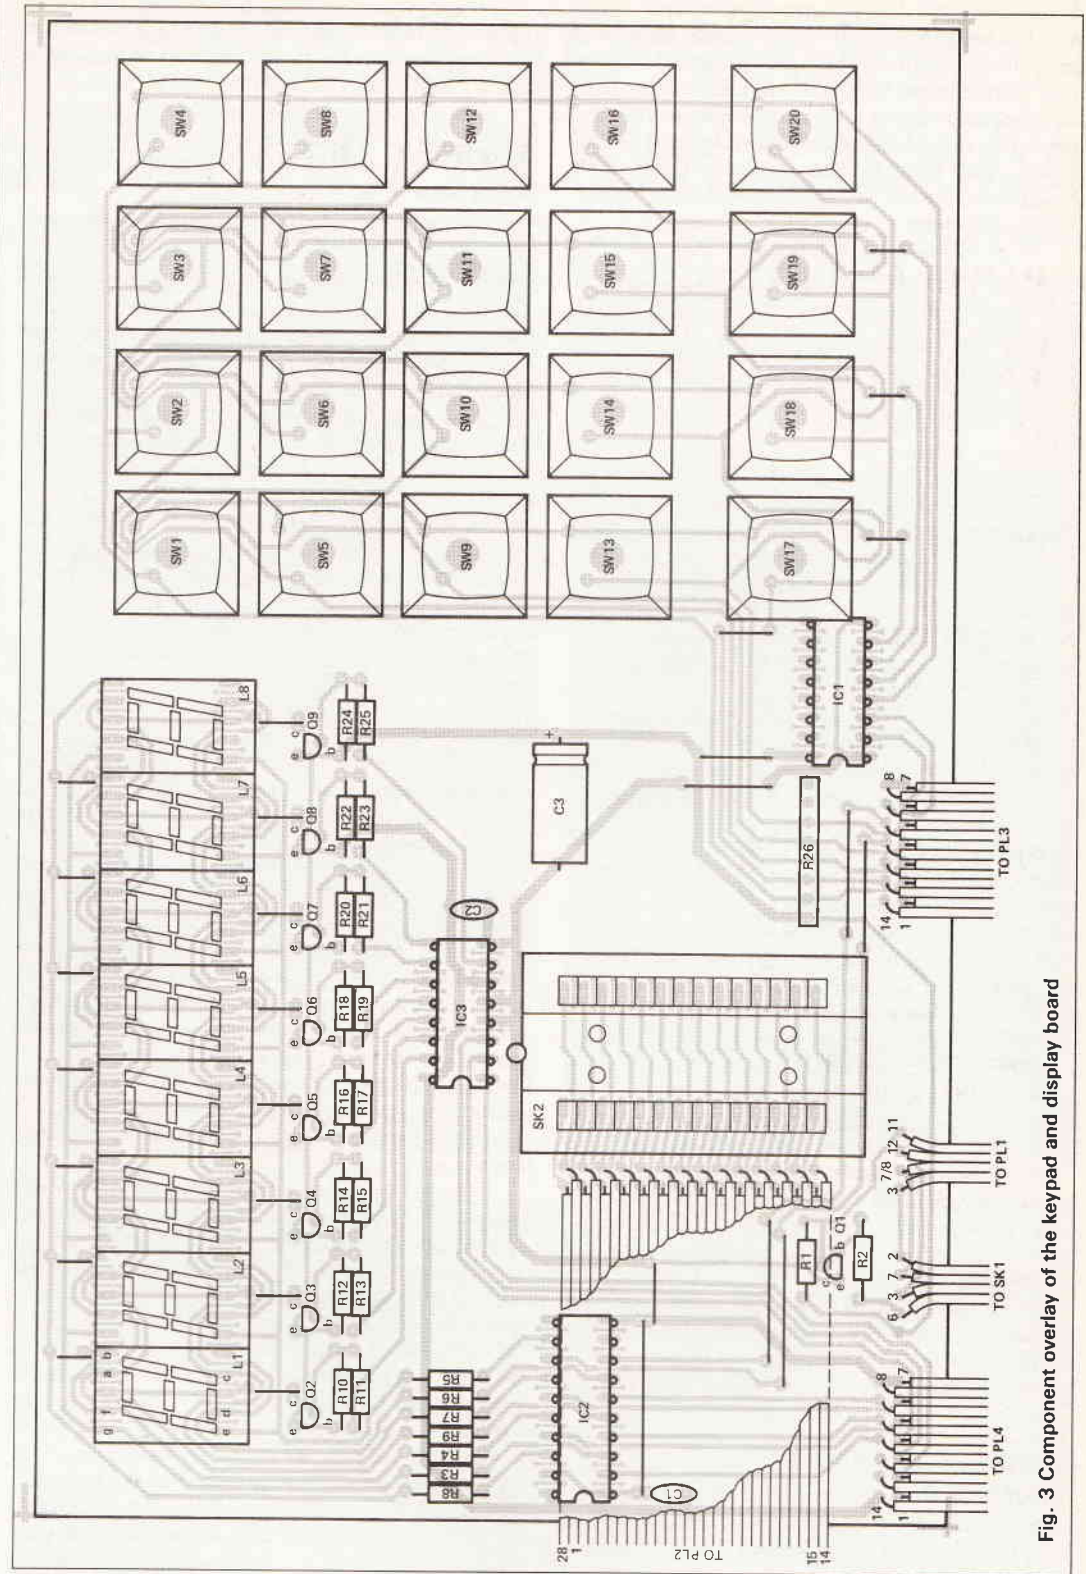 g f a b
e d c
L1
L2
L3
L4
L5
L6
L7
L8
e c Q2
b
e c Q3
b
e c Q4
b
e c Q5
b
e c Q6
b
e c Q7
b
e c Q8
b
e c Q9
b
R10
R11
R12
R13
R14
R15
R16
R17
R18
R19
R20
R21
R22
R23
R24
R25
SW1
SW2
SW3
SW4
SW5
SW6
SW7
SW8
SW9
SW10
SW11
SW12
SW13
SW14
SW15
SW16
SW17
SW18
SW19
SW20
R8
R3
R4
R9
R7
R6
R5
IC3
C2
C3
+
IC2
C1
SK2
28
1
TO PL2
15
14
R1
c
e b Q1
R2
R26
IC1
14 8
1 7
TO PL4
6 3 7 2
TO SK1
3 7/8 12 11
TO PL1
14 8
1 7
TO PL3
Fig. 3 Component overlay of the keypad and display board